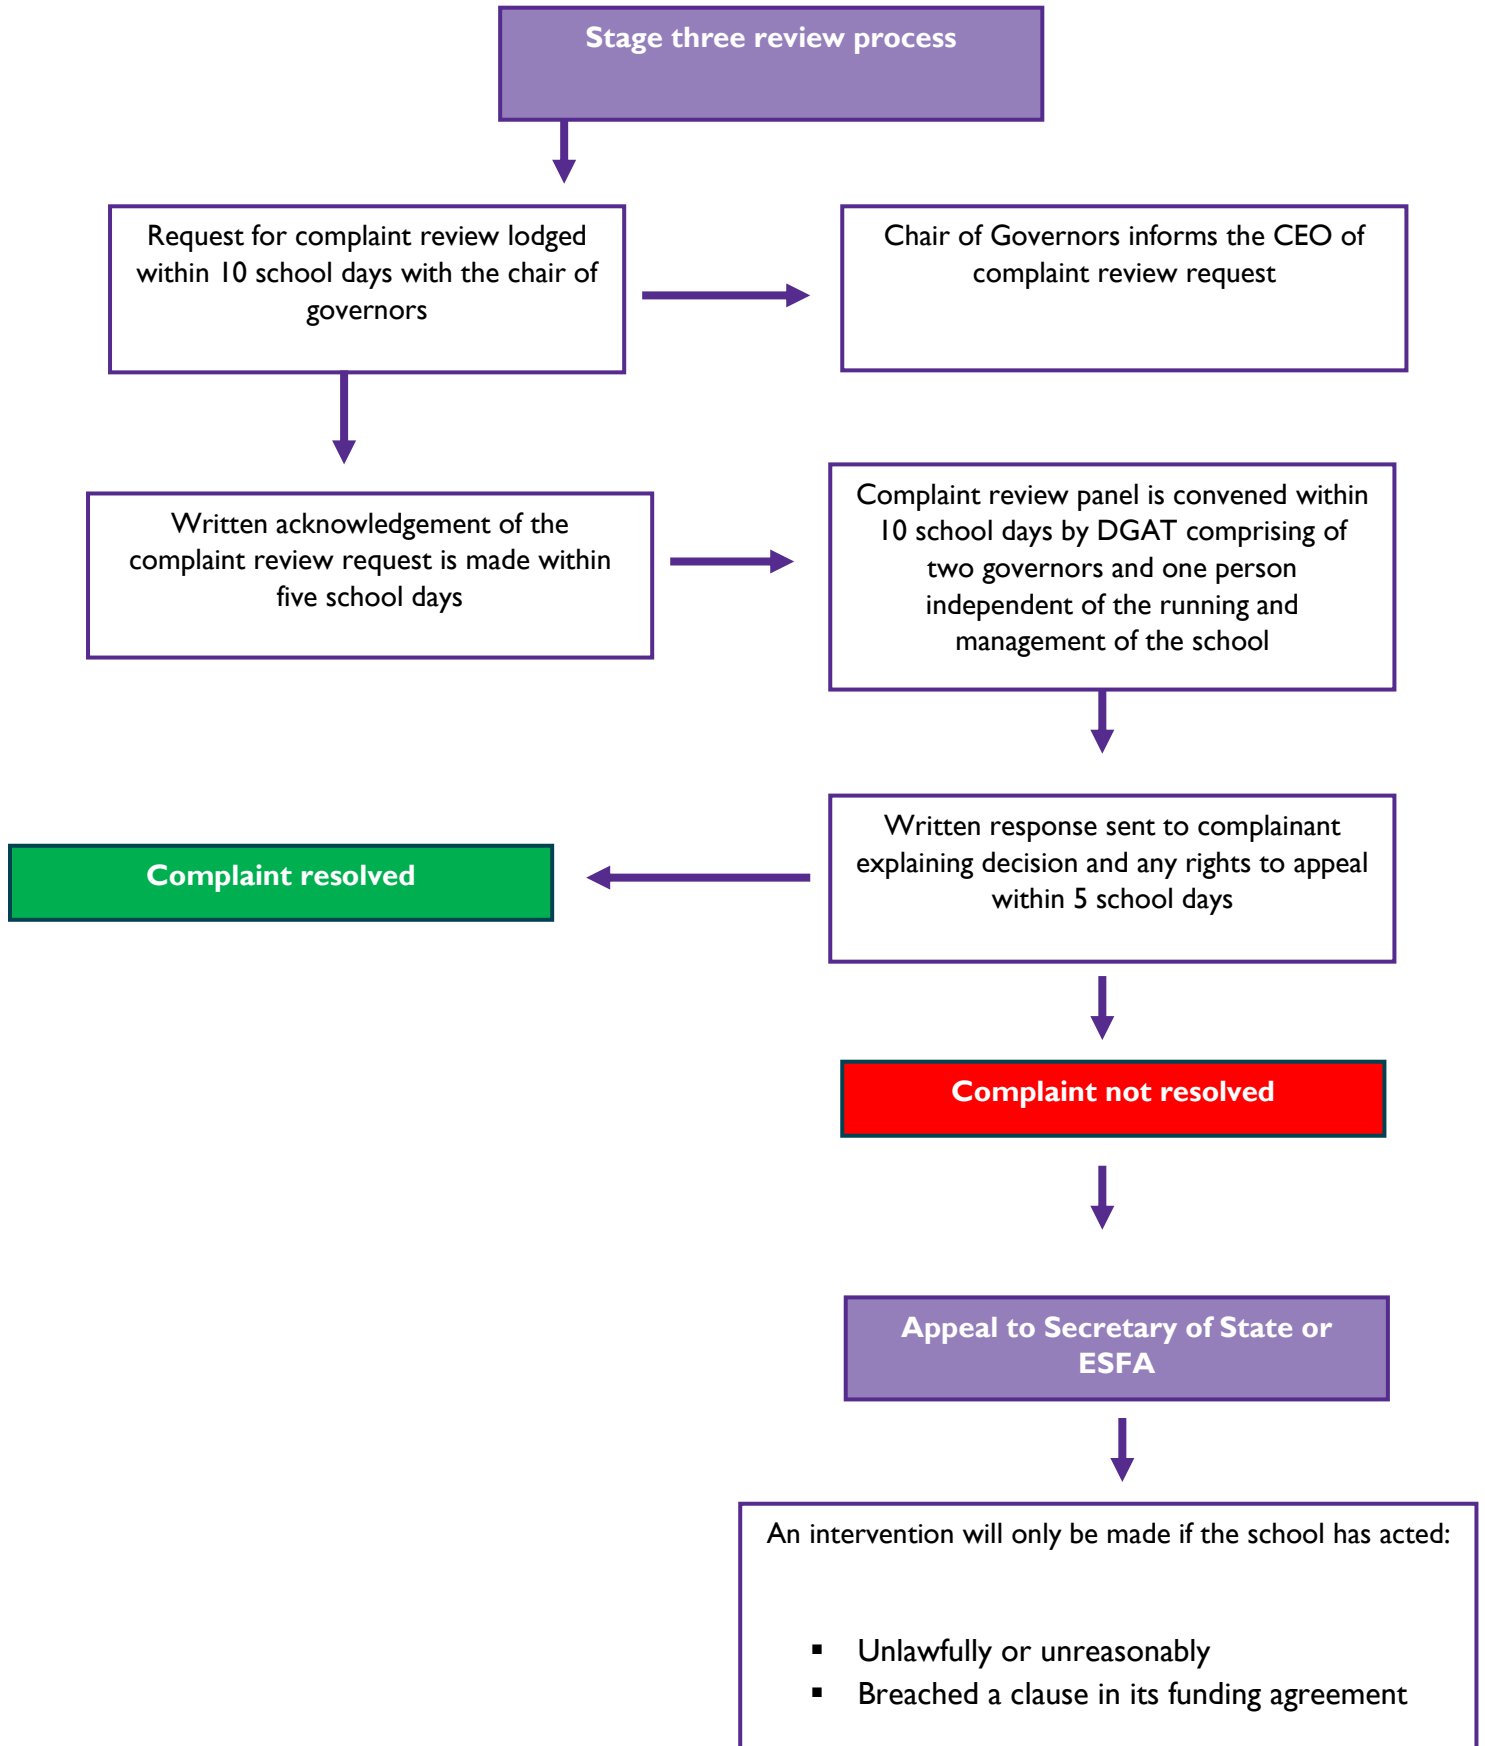 Stage three review process
Request for complaint review lodged
within 10 school days with the chair of
governors
Chair of Governors informs the CEO of
complaint review request
Written acknowledgement of the
complaint review request is made within
five school days
Complaint review panel is convened within
10 school days by DGAT comprising of
two governors and one person
independent of the running and
management of the school
Written response sent to complainant
explaining decision and any rights to appeal
within 5 school days
Complaint resolved
Complaint not resolved
Appeal to Secretary of State or
ESFA
An intervention will only be made if the school has acted:
▪ Unlawfully or unreasonably
▪ Breached a clause in its funding agreement